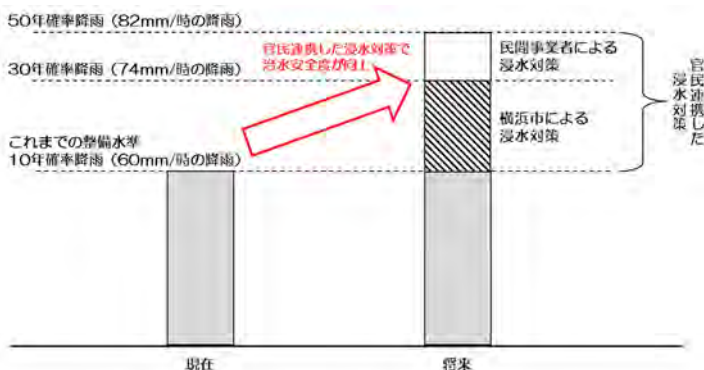 50年確率降雨（82mm/時の降雨）
30年確率降雨（74mm/時の降雨）
これまでの整備水準
10年確率降雨（60mm/時の降雨）
官民連携した浸水対策で
治水安全度が向上
民間事業者による
浸水対策
横浜市による
浸水対策
官民連携した
浸水対策
現在
将来